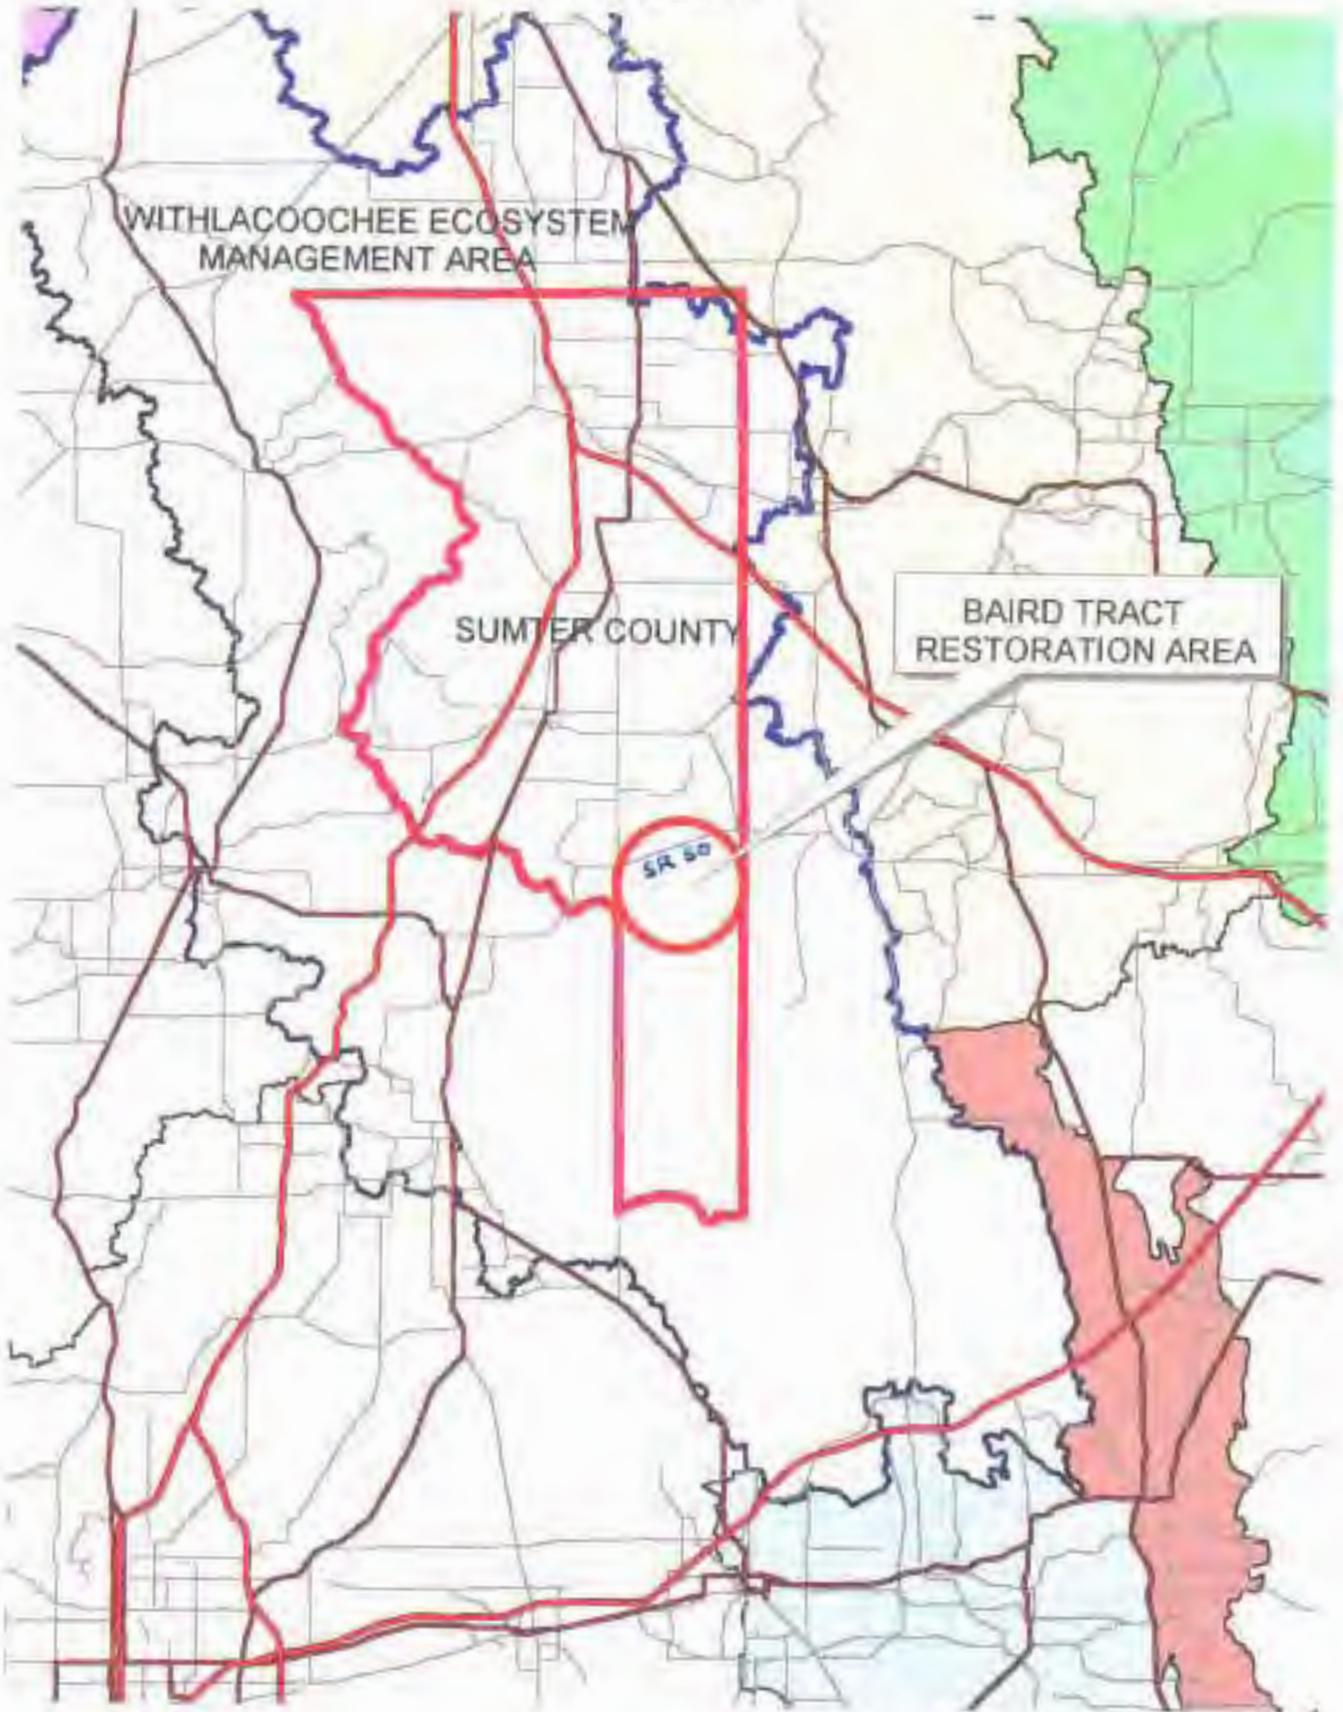 WITHLACOOCHEE ECOSYSTEM
MANAGEMENT AREA
SUMTER COUNTY
BAIRD TRACT
RESTORATION AREA
SR 50